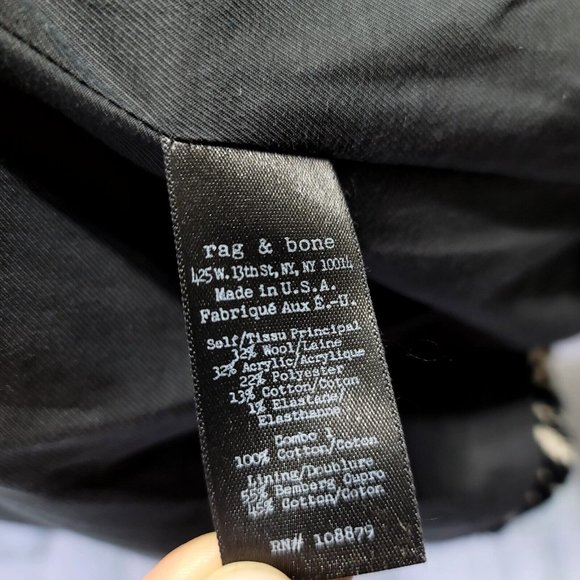 rag & bone
425 W. 13th St, NY, NY 10014
Made in U.S.A.
Fabriqué Aux É.-U.
Self/Tissu Principal
32% Wool/Laine
32% Acrylic/Acrylique
22% Polyester
13% Cotton/Coton
1% Elastane/
Elasthanne
Combo 1
100% Cotton/Coton
Lining/Doublure
55% Bemberg Cupro
45% Cotton/Coton
RN# 108879